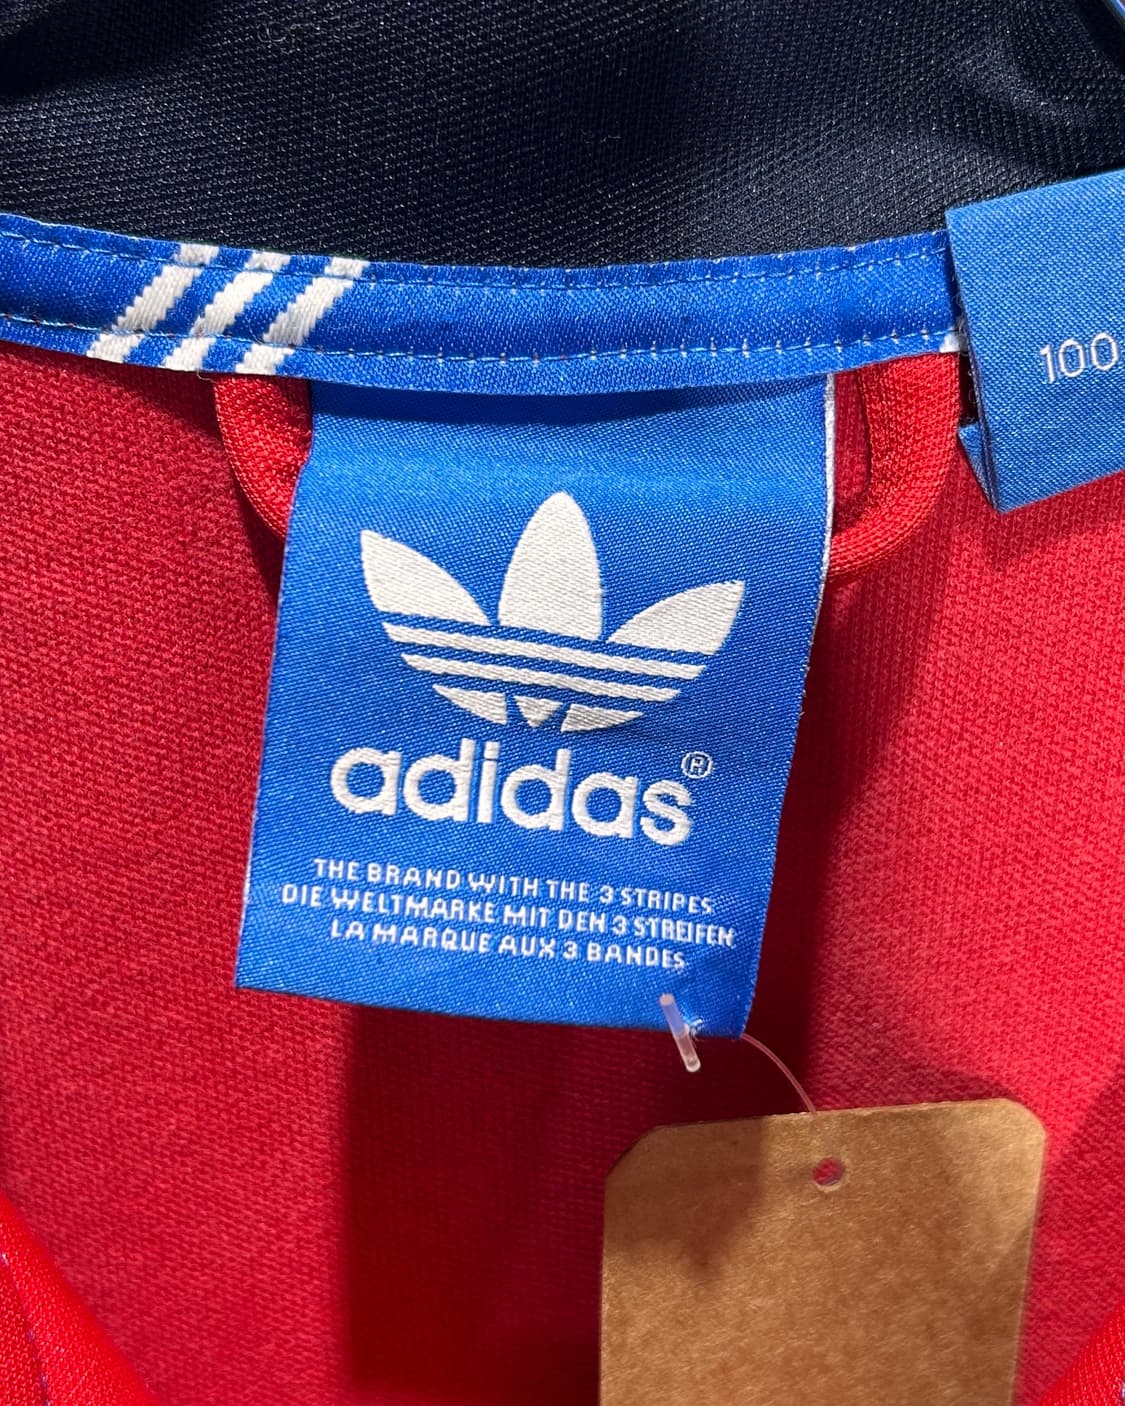 100
adidas®
THE BRAND WITH THE 3 STRIPES
DIE WELTMARKE MIT DEN 3 STREIFEN
LA MARQUE AUX 3 BANDES